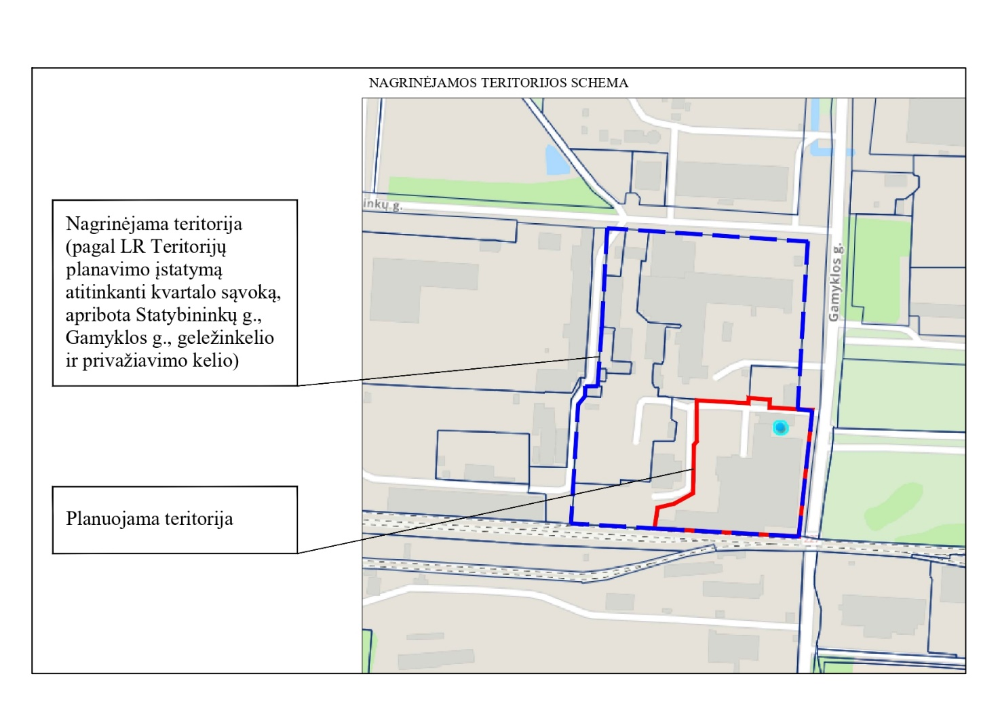 NAGRINĖJAMOS TERITORIJOS SCHEMA
inkų g.
Nagrinėjama teritorija
(pagal LR Teritorijų
planavimo įstatymą
atitinkanti kvartalo sąvoką,
apribota Statybininkų g.,
Gamyklos g., geležinkelio
ir privažiavimo kelio)
Gamyklos g.
Planuojama teritorija